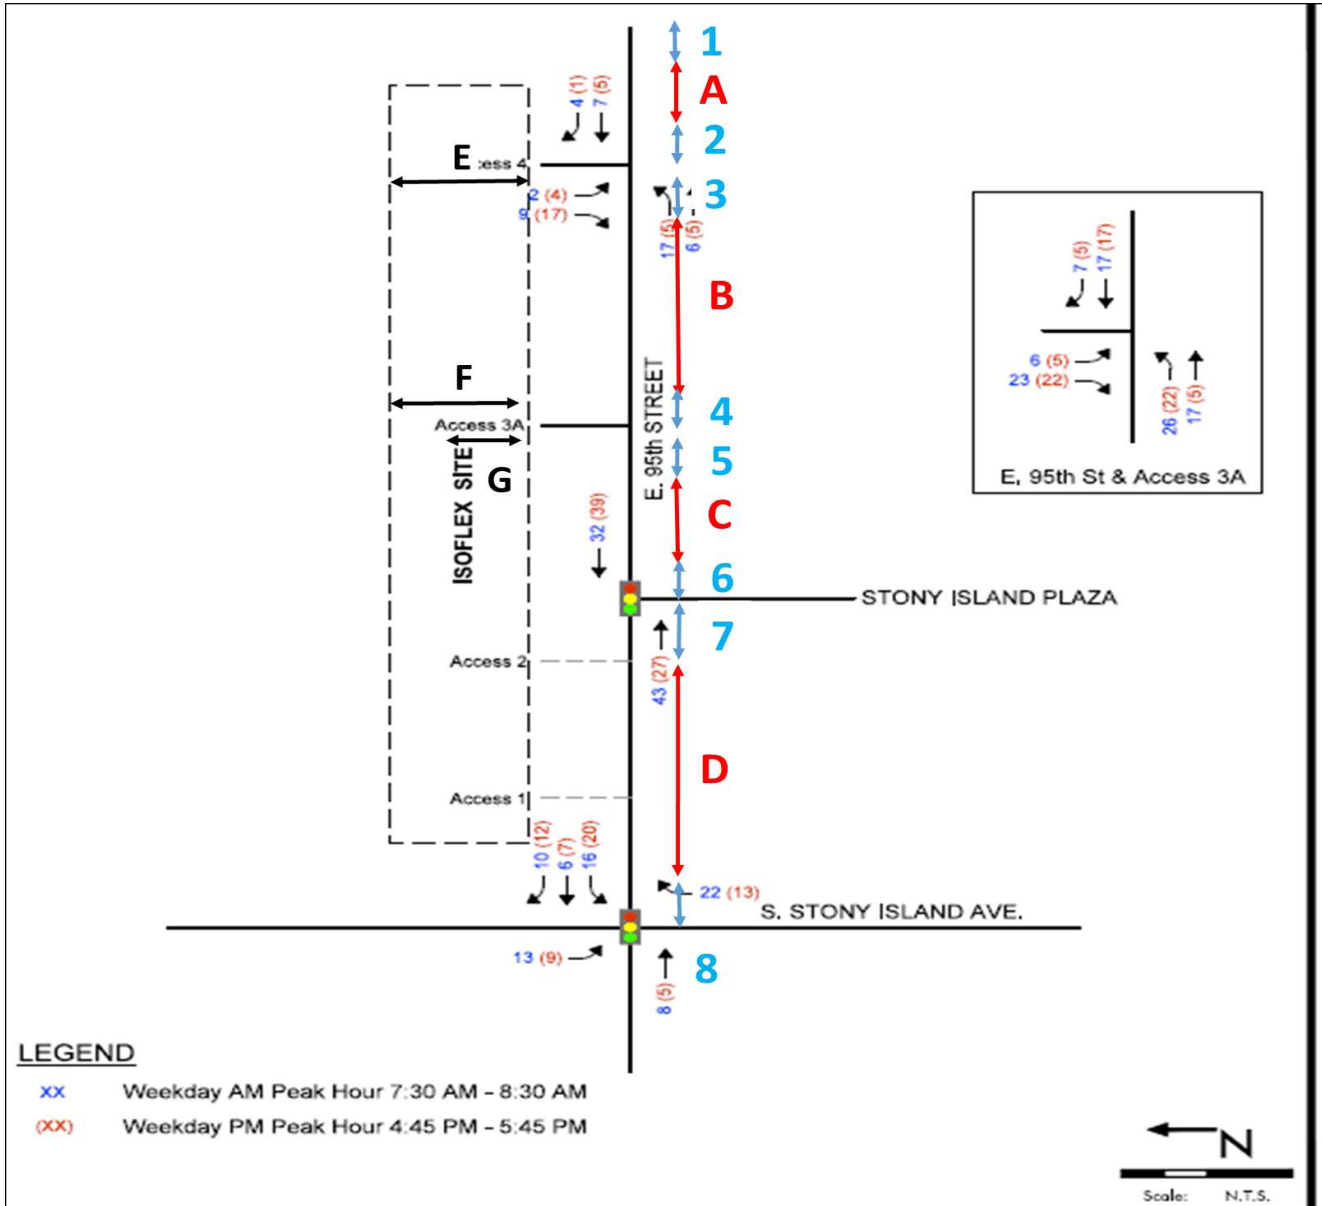 1
A
2
3
B
4
5
C
6
7
D
8
E
F
G
4 (1)
7 (5)
ess 4
2 (4)
9 (17)
17 (5)
6 (5)
E. 95th STREET
Access 3A
ISOFLEX SITE
32 (39)
STONY ISLAND PLAZA
Access 2
43 (27)
Access 1
10 (12)
6 (7)
16 (20)
22 (13)
S. STONY ISLAND AVE.
13 (9)
8 (5)
7 (5)
17 (17)
6 (5)
23 (22)
26 (22)
17 (5)
E. 95th St & Access 3A
LEGEND
XX Weekday AM Peak Hour 7:30 AM - 8:30 AM
(XX) Weekday PM Peak Hour 4:45 PM - 5:45 PM
N
Scale: N.T.S.